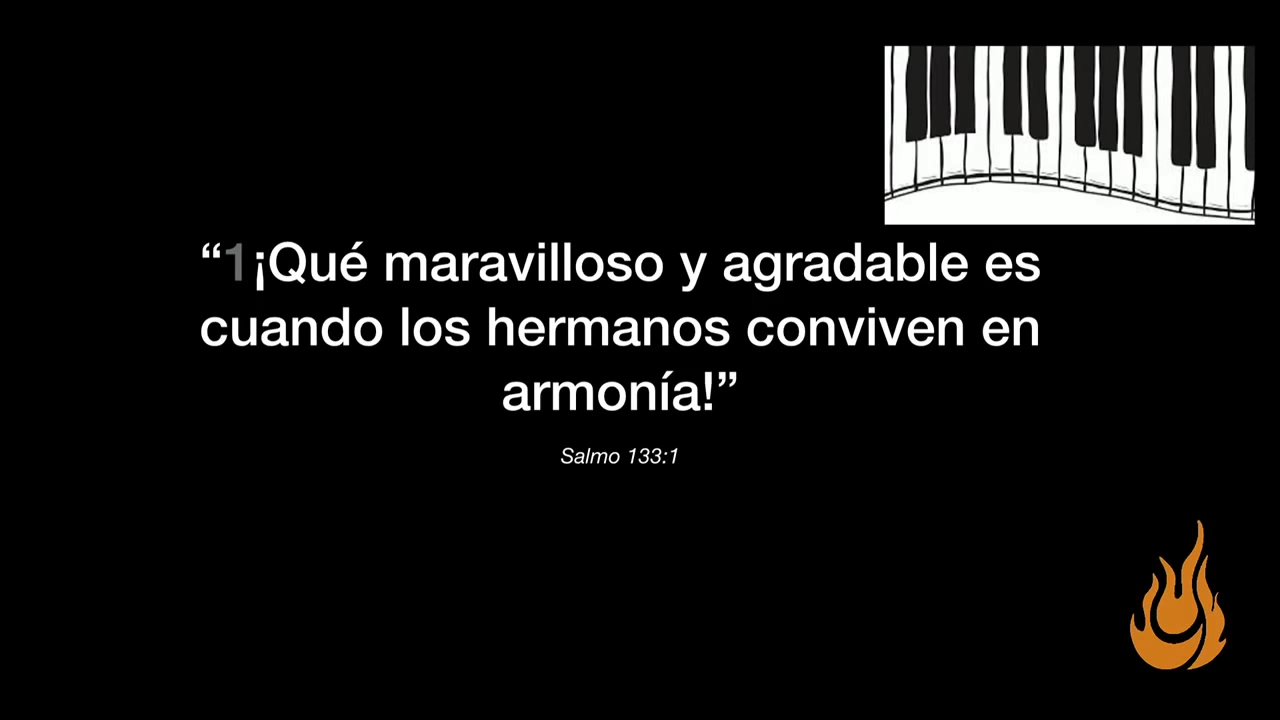 “1¡Qué maravilloso y agradable es
cuando los hermanos conviven en
armonía!”
Salmo 133:1